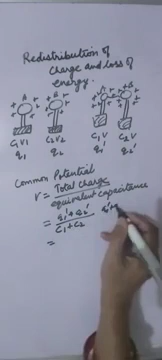 Redistribution of
Charge and loss of
energy.
A B A B
+ + + + + + + +
C₁V₁ C₂V₂ C₁V C₂V
q₁ q₂ q₁' q₂'
Common Potential
V = Total Charge
equivalent capacitance
= q₁' + q₂' q₁'+
C₁ + C₂
=